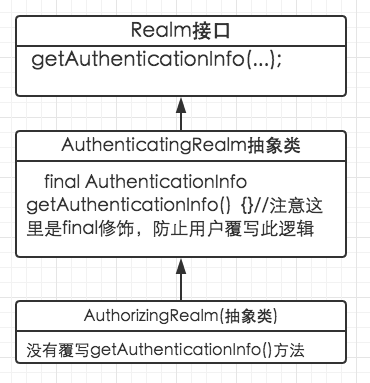 Realm接口
getAuthenticationInfo(...);
AuthenticatingRealm抽象类
final AuthenticationInfo
getAuthenticationInfo() {}//注意这
里是final修饰，防止用户覆写此逻辑
AuthorizingRealm(抽象类)
没有覆写getAuthenticationInfo()方法